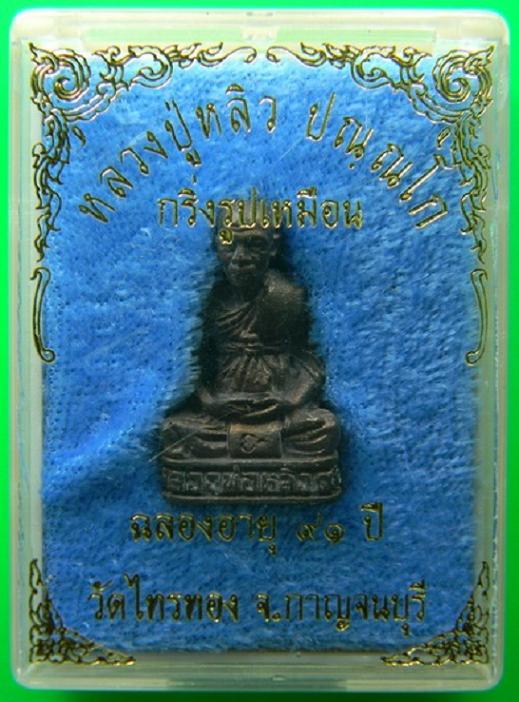 หลวงปู่หลิว ปณฺณโก
กริ่งรูปเหมือน
ฉลองอายุ ๙๑ ปี
วัดไทรทอง จ.กาญจนบุรี